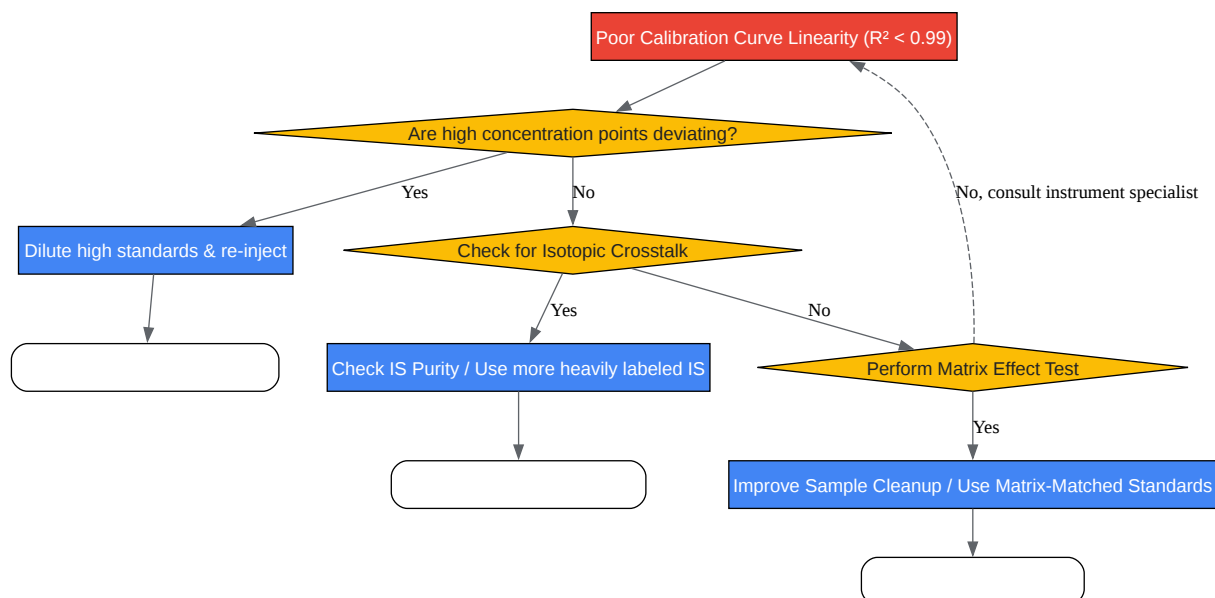 Poor Calibration Curve Linearity (R² < 0.99)
Are high concentration points deviating?
Yes
No
No, consult instrument specialist
Dilute high standards & re-inject
Check for Isotopic Crosstalk
Yes
No
Check IS Purity / Use more heavily labeled IS
Perform Matrix Effect Test
Yes
Improve Sample Cleanup / Use Matrix-Matched Standards